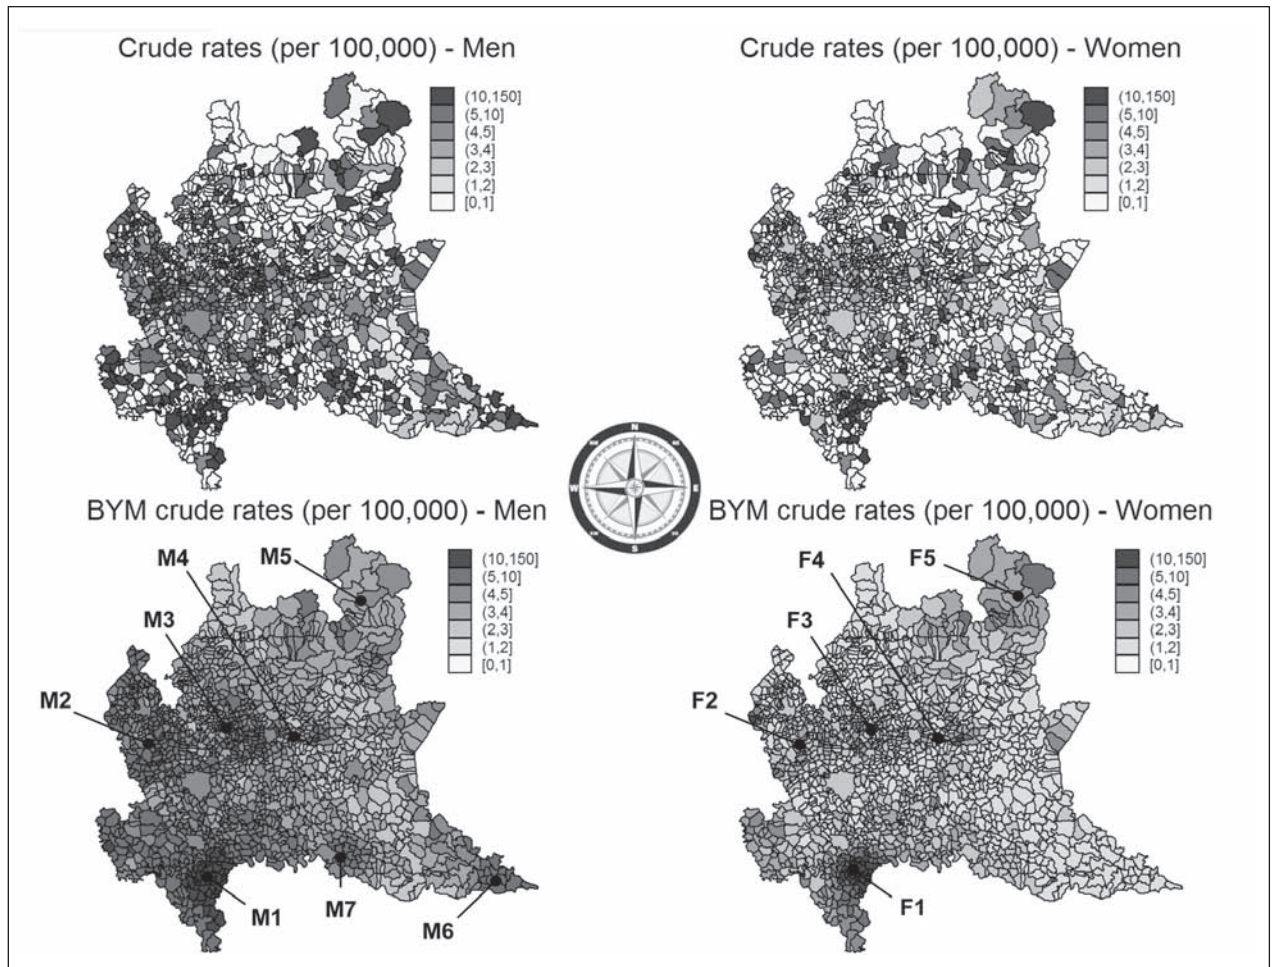 Crude rates (per 100,000) - Men
(10,150]
(5,10]
(4,5]
(3,4]
(2,3]
(1,2]
[0,1]
Crude rates (per 100,000) - Women
(10,150]
(5,10]
(4,5]
(3,4]
(2,3]
(1,2]
[0,1]
N
W
E
S
BYM crude rates (per 100,000) - Men
(10,150]
(5,10]
(4,5]
(3,4]
(2,3]
(1,2]
[0,1]
M5
M4
M3
M2
M1
M7
M6
BYM crude rates (per 100,000) - Women
(10,150]
(5,10]
(4,5]
(3,4]
(2,3]
(1,2]
[0,1]
F5
F4
F3
F2
F1